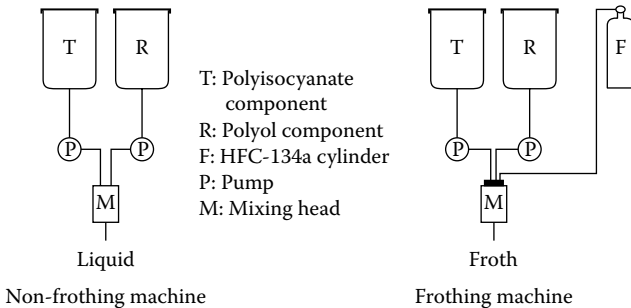 T R
P P
M
Liquid
Non-frothing machine
T: Polyisocyanate
component
R: Polyol component
F: HFC-134a cylinder
P: Pump
M: Mixing head
T R F
P P
M
Froth
Frothing machine